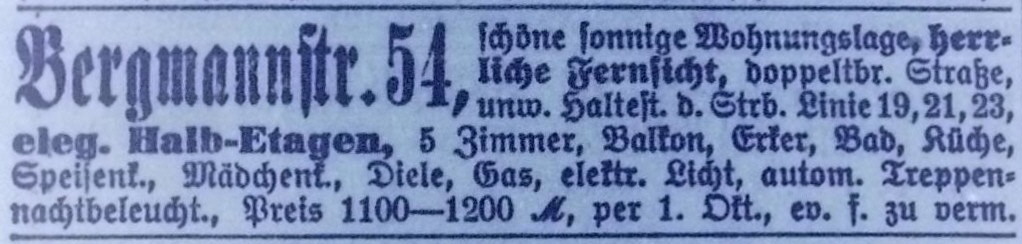 Bergmannstr. 54, schöne sonnige Wohnungslage, herr-
liche Fernsicht, doppeltbr. Straße,
unw. Haltest. d. Strb. Linie 19, 21, 23,
eleg. Halb-Etagen, 5 Zimmer, Balkon, Erker, Bad, Küche,
Speisenk., Mädchenk., Diele, Gas, elektr. Licht, autom. Treppen-
nachtbeleucht., Preis 1100—1200 ℳ, per 1. Okt., ev. f. zu verm.